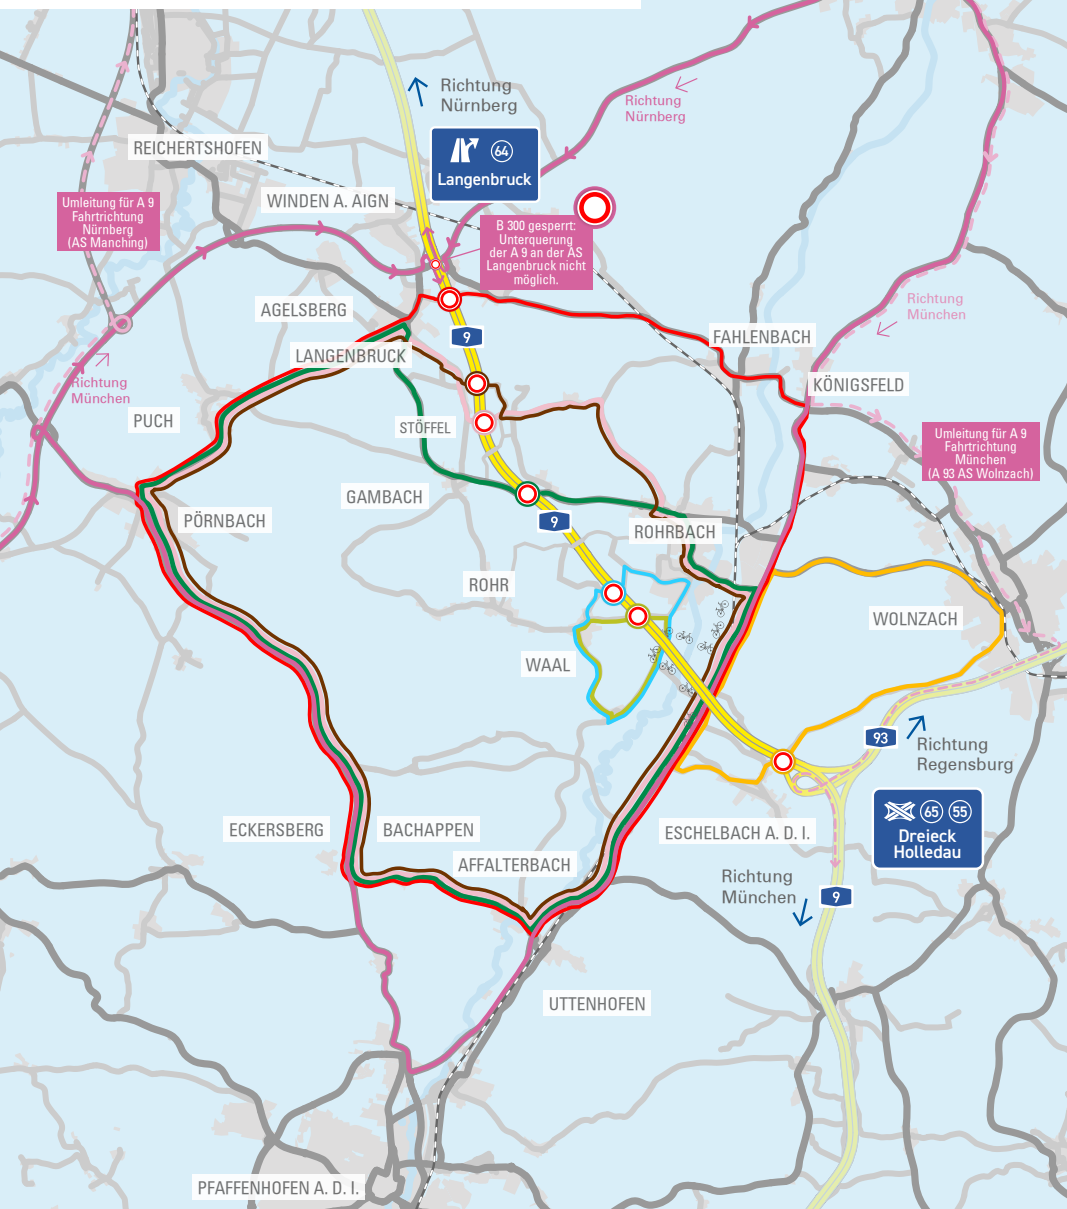 Richtung
Nürnberg
Richtung
Nürnberg
REICHERTSHOFEN
64
Langenbruck
Umleitung für A 9
Fahrtrichtung
Nürnberg
(AS Manching)
WINDEN A. AIGN
B 300 gesperrt:
Unterquerung
der A 9 an der AS
Langenbruck nicht
möglich.
Richtung
München
AGELSBERG
9
FAHLENBACH
LANGENBRUCK
Richtung
München
KÖNIGSFELD
PUCH
STÖFFEL
Umleitung für A 9
Fahrtrichtung
München
(A 93 AS Wolnzach)
GAMBACH
PÖRNBACH
9
ROHRBACH
ROHR
WOLNZACH
WAAL
93
Richtung
Regensburg
ECKERSBERG
BACHAPPEN
ESCHELBACH A. D. I.
65 55
Dreieck
Holledau
AFFALTERBACH
Richtung
München
9
UTTENHOFEN
PFAFFENHOFEN A. D. I.